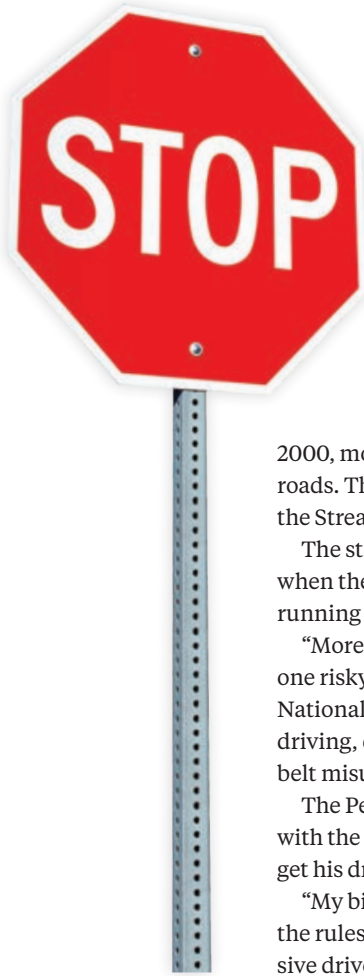 STOP
2000, mo
roads. Th
the Strea
The st
when the
running
“More
one risky
National
driving,
belt misu
The Pe
with the
get his dr
“My bi
the rules
sive drive